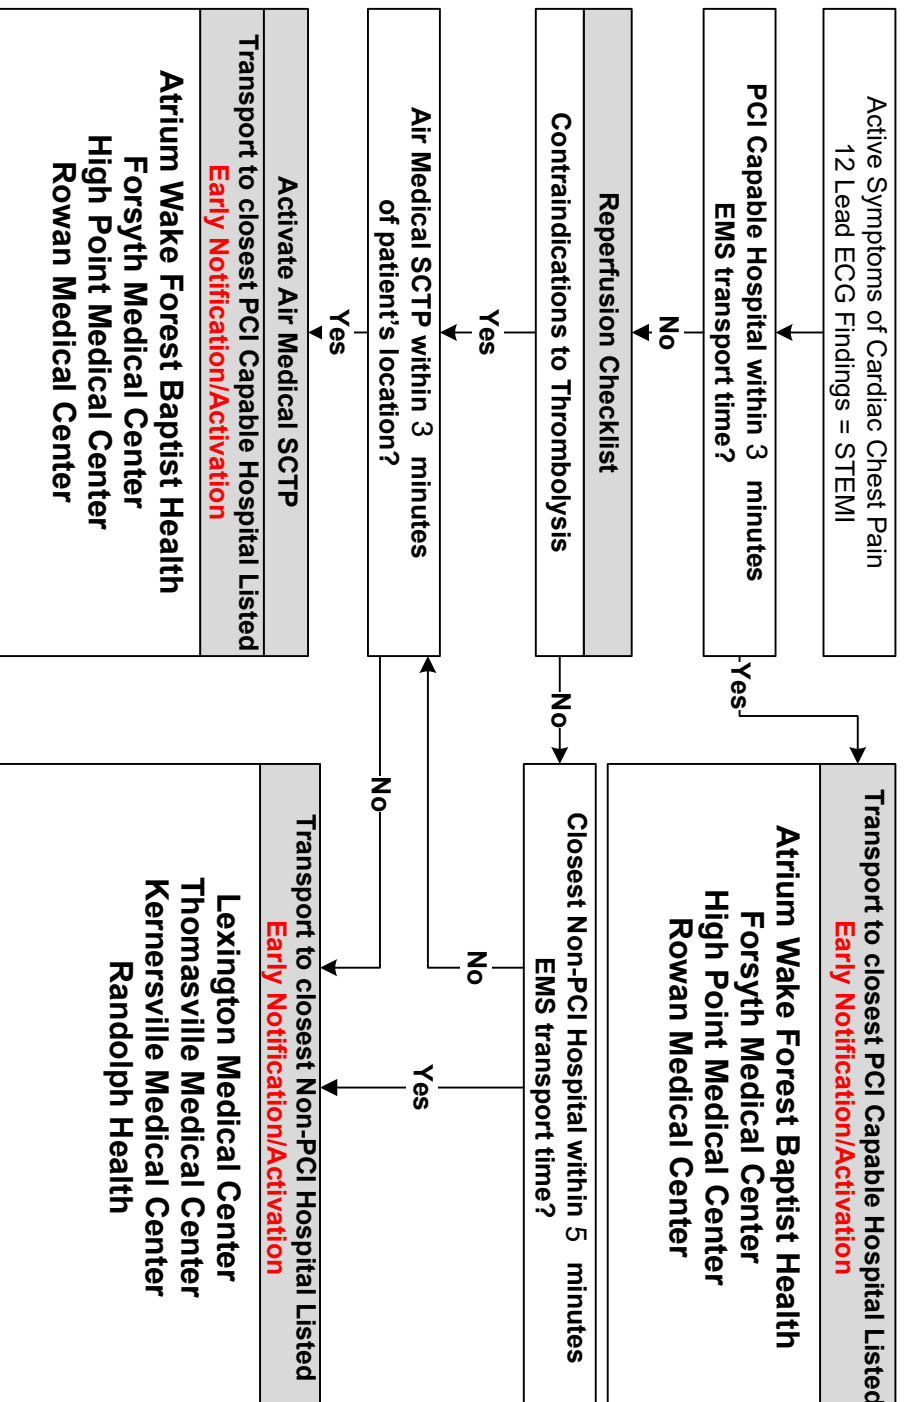 Active Symptoms of Cardiac Chest Pain
12 Lead ECG Findings = STEMI
PCI Capable Hospital within 3 minutes
EMS transport time?
Yes
Transport to closest PCI Capable Hospital Listed
Early Notification/Activation
Atrium Wake Forest Baptist Health
Forsyth Medical Center
High Point Medical Center
Rowan Medical Center
No
Reperfusion Checklist
Contraindications to Thrombolysis
No
Closest Non-PCI Hospital within 5 minutes
EMS transport time?
Yes
Air Medical SCTP within 3 minutes
of patient's location?
No
No
Yes
Yes
Activate Air Medical SCTP
Transport to closest PCI Capable Hospital Listed
Early Notification/Activation
Atrium Wake Forest Baptist Health
Forsyth Medical Center
High Point Medical Center
Rowan Medical Center
Transport to closest Non-PCI Hospital Listed
Early Notification/Activation
Lexington Medical Center
Thomasville Medical Center
Kernersville Medical Center
Randolph Health